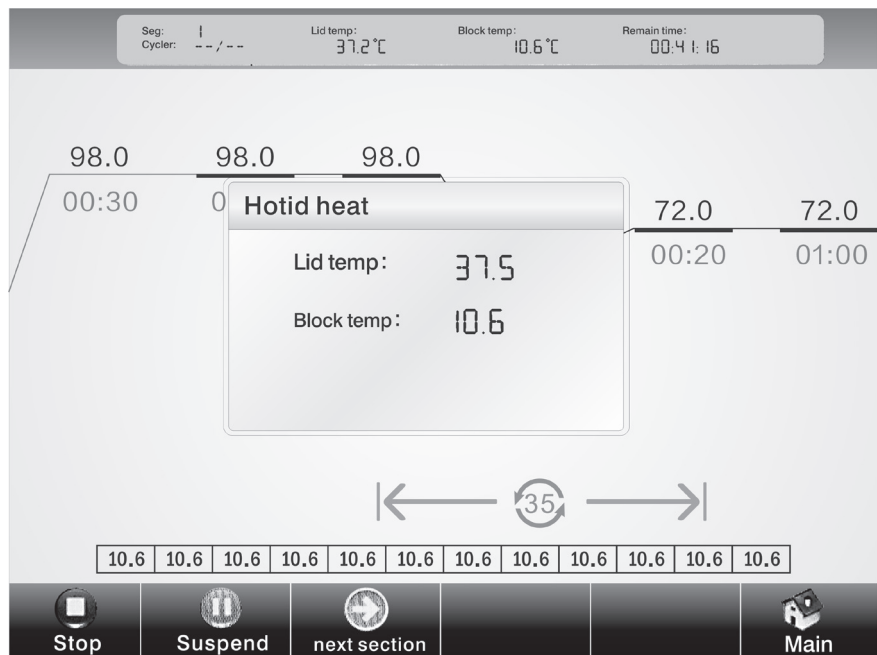 Seg: 1
Cycler: --/--
Lid temp: 37.2℃
Block temp: 10.6℃
Remain time: 00:41:16
98.0 98.0 98.0
00:30 0
72.0 72.0
00:20 01:00
Hotid heat
Lid temp: 37.5
Block temp: 10.6
35
10.6 10.6 10.6 10.6 10.6 10.6 10.6 10.6 10.6 10.6 10.6 10.6
Stop Suspend next section Main